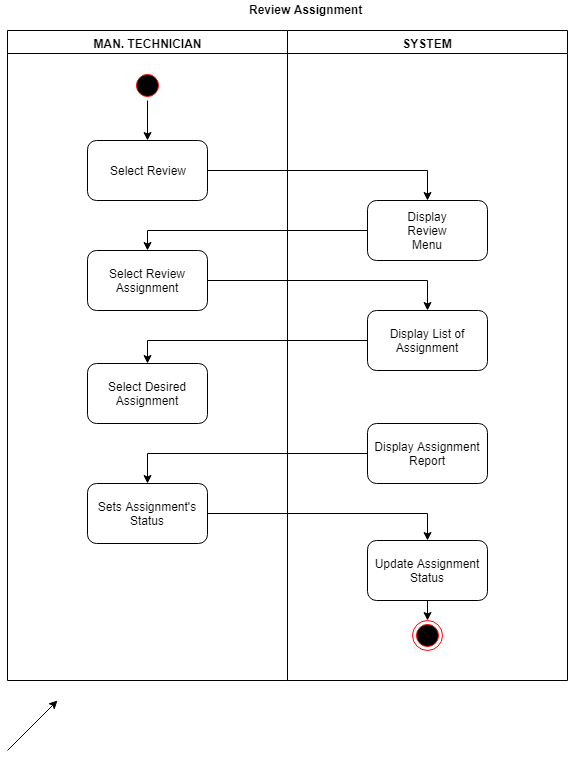 Review Assignment
MAN. TECHNICIAN
SYSTEM
Select Review
Display
Review
Menu
Select Review
Assignment
Display List of
Assignment
Select Desired
Assignment
Display Assignment
Report
Sets Assignment's
Status
Update Assignment
Status